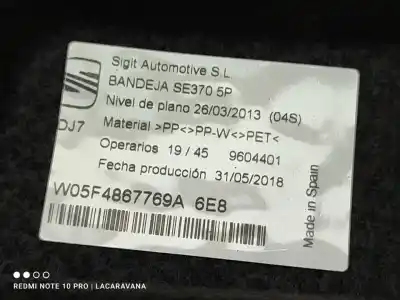 Sigit Automotive S.L.
BANDEJA SE370 5P
Nivel de plano 26/03/2013 (04S)
DJ7
Material >PP<>PP-W<>PET<
Operarios 19 / 45 9604401
Fecha producción 31/05/2018
W05F4867769A 6E8
Made in Spain
REDMI NOTE 10 PRO | LACARAVANA